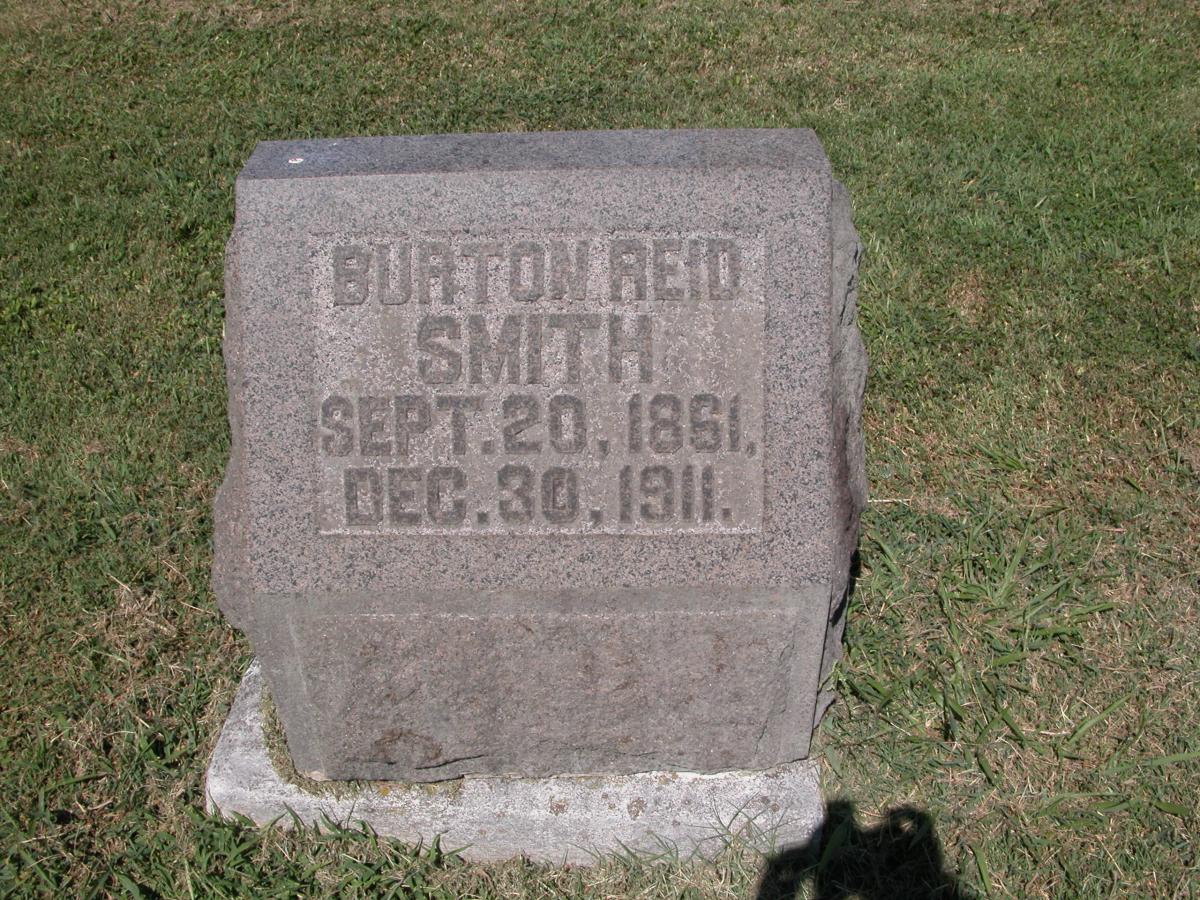 BURTON REID
SMITH
SEPT. 20, 1851,
DEC. 30, 1911.